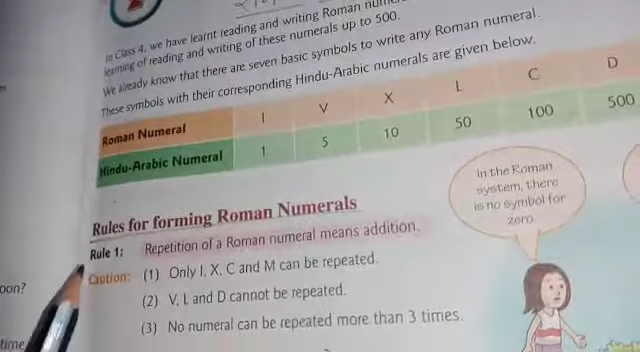 In Class 4, we have learnt reading and writing Roman
learning of reading and writing of these numerals up to 500.
We already know that there are seven basic symbols to write any Roman numeral.
These symbols with their corresponding Hindu-Arabic numerals are given below.
Roman Numeral I V X L C D
Hindu-Arabic Numeral 1 5 10 50 100 500
In the Roman
system, there
is no symbol for
zero.
Rules for forming Roman Numerals
Rule 1: Repetition of a Roman numeral means addition.
Caution: (1) Only I, X, C and M can be repeated.
(2) V, L and D cannot be repeated.
(3) No numeral can be repeated more than 3 times.
oon?
time